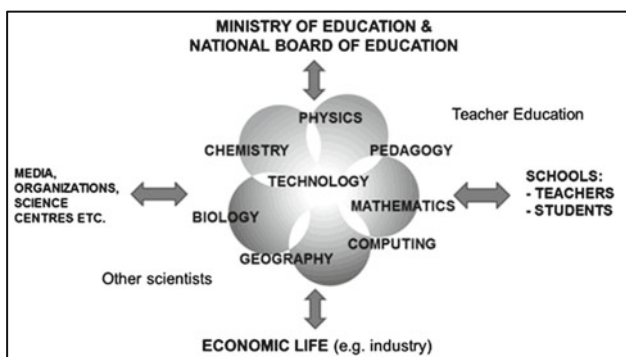 MINISTRY OF EDUCATION &
NATIONAL BOARD OF EDUCATION
PHYSICS
Teacher Education
CHEMISTRY
PEDAGOGY
MEDIA,
ORGANIZATIONS,
SCIENCE
CENTRES ETC.
TECHNOLOGY
SCHOOLS:
- TEACHERS
- STUDENTS
MATHEMATICS
BIOLOGY
COMPUTING
GEOGRAPHY
Other scientists
ECONOMIC LIFE (e.g. industry)